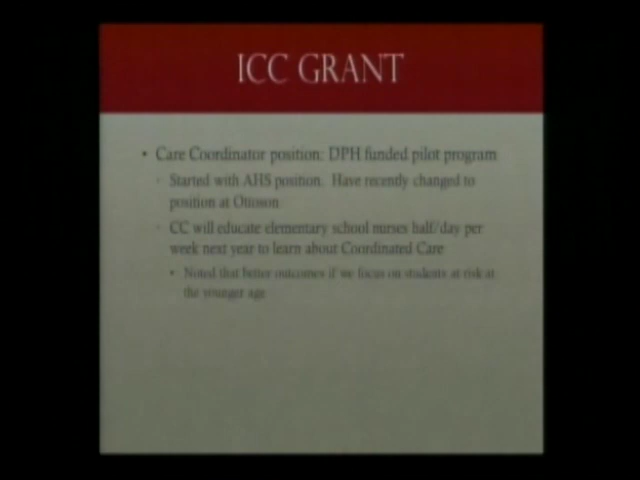 ICC GRANT
• Care Coordinator position: DPH funded pilot program
Started with AHS position. Have recently changed to
position at Ottoson
CC will educate elementary school nurses half/day per
week next year to learn about Coordinated Care
• Noted that better outcomes if we focus on students at risk at
the younger age